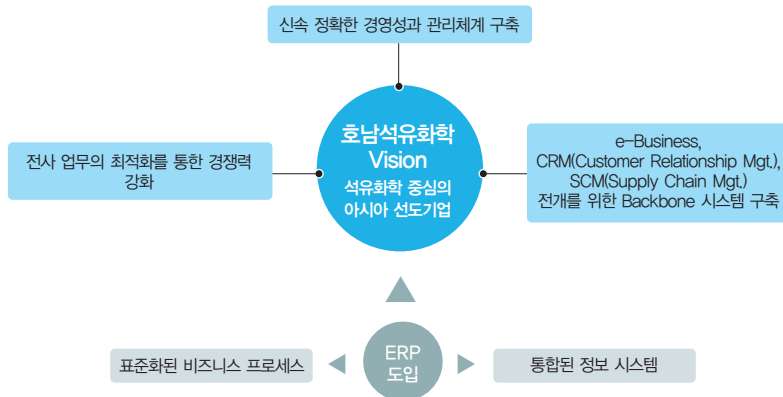 신속 정확한 경영성과 관리체계 구축
호남석유화학
Vision
석유화학 중심의
아시아 선도기업
전사 업무의 최적화를 통한 경쟁력
강화
e-Business,
CRM(Customer Relationship Mgt.),
SCM(Supply Chain Mgt.)
전개를 위한 Backbone 시스템 구축
표준화된 비즈니스 프로세스
ERP
도입
통합된 정보 시스템